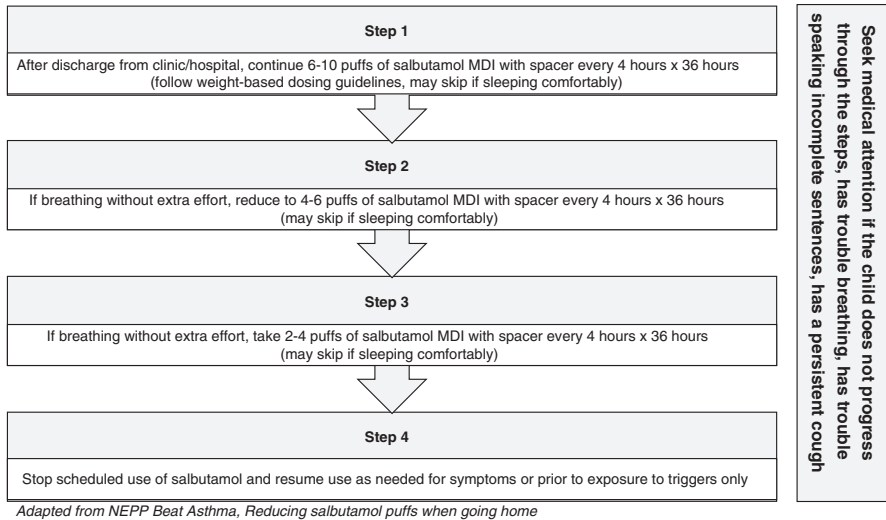 Step 1
After discharge from clinic/hospital, continue 6-10 puffs of salbutamol MDI with spacer every 4 hours x 36 hours
(follow weight-based dosing guidelines, may skip if sleeping comfortably)
Step 2
If breathing without extra effort, reduce to 4-6 puffs of salbutamol MDI with spacer every 4 hours x 36 hours
(may skip if sleeping comfortably)
Step 3
If breathing without extra effort, take 2-4 puffs of salbutamol MDI with spacer every 4 hours x 36 hours
(may skip if sleeping comfortably)
Step 4
Stop scheduled use of salbutamol and resume use as needed for symptoms or prior to exposure to triggers only
Adapted from NEPP Beat Asthma, Reducing salbutamol puffs when going home
Seek medical attention if the child does not progress
through the steps, has trouble breathing, has trouble
speaking incomplete sentences, has a persistent cough